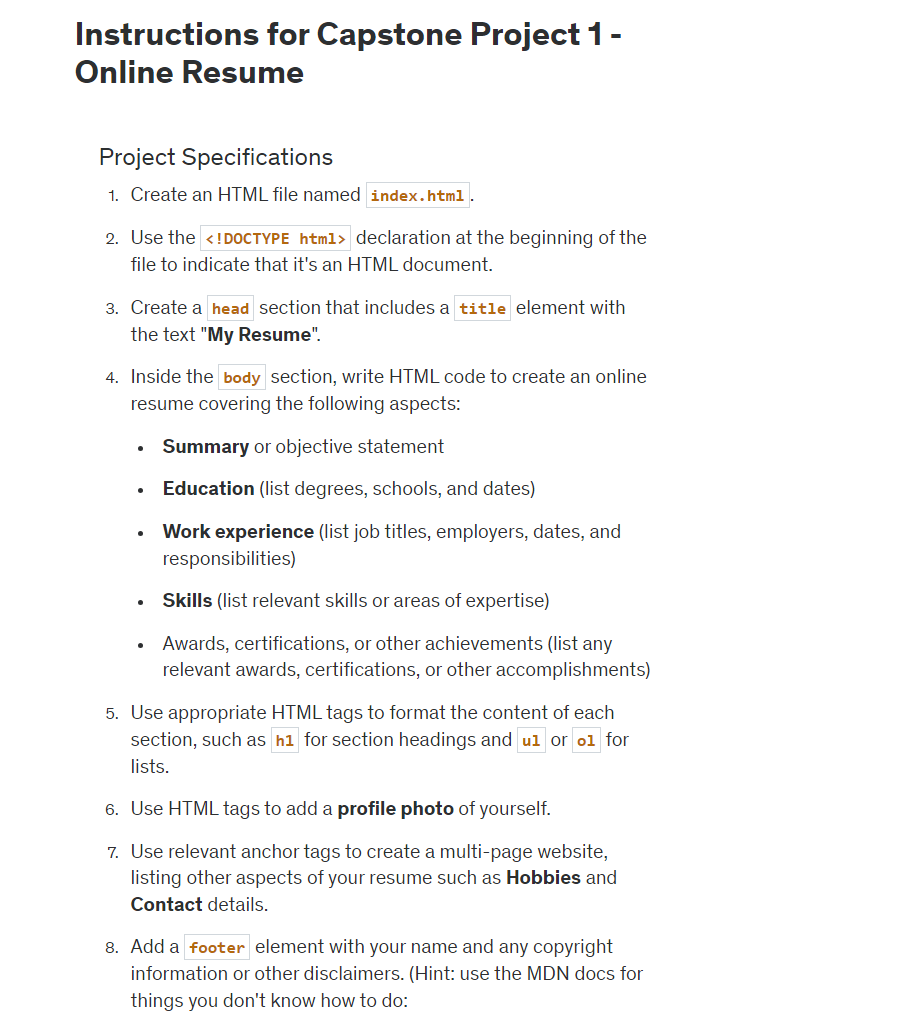 Instructions for Capstone Project 1 -
Online Resume
Project Specifications
1. Create an HTML file named index.html.
2. Use the <!DOCTYPE html> declaration at the beginning of the
file to indicate that it's an HTML document.
3. Create a head section that includes a title element with
the text "My Resume".
4. Inside the body section, write HTML code to create an online
resume covering the following aspects:
• Summary or objective statement
• Education (list degrees, schools, and dates)
• Work experience (list job titles, employers, dates, and
responsibilities)
• Skills (list relevant skills or areas of expertise)
• Awards, certifications, or other achievements (list any
relevant awards, certifications, or other accomplishments)
5. Use appropriate HTML tags to format the content of each
section, such as h1 for section headings and ul or ol for
lists.
6. Use HTML tags to add a profile photo of yourself.
7. Use relevant anchor tags to create a multi-page website,
listing other aspects of your resume such as Hobbies and
Contact details.
8. Add a footer element with your name and any copyright
information or other disclaimers. (Hint: use the MDN docs for
things you don't know how to do: